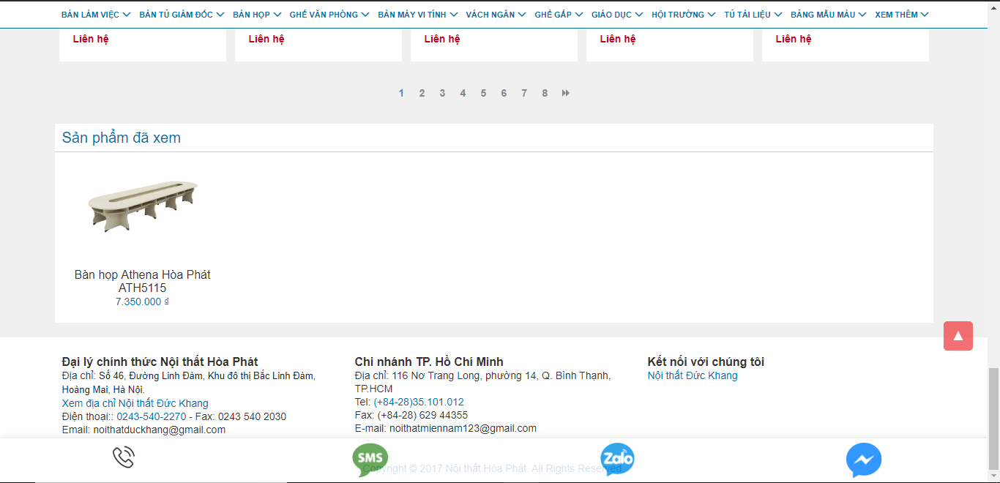 BÀN LÀM VIỆC BÀN TỦ GIÁM ĐỐC BÀN HỌP GHẾ VĂN PHÒNG BÀN MÁY VI TÍNH VÁCH NGĂN GHẾ GẤP GIÁO DỤC HỘI TRƯỜNG TỦ TÀI LIỆU BẢNG MẪU MÀU XEM THÊM
Liên hệ Liên hệ Liên hệ Liên hệ Liên hệ
1 2 3 4 5 6 7 8
Sản phẩm đã xem
Bàn họp Athena Hòa Phát
ATH5115
7.350.000 ₫
Đại lý chính thức Nội thất Hòa Phát
Địa chỉ: Số 46, Đường Linh Đàm, Khu đô thị Bắc Linh Đàm,
Hoàng Mai, Hà Nội.
Xem địa chỉ Nội thất Đức Khang
Điện thoại:: 0243-540-2270 - Fax: 0243 540 2030
Email: noithatduckhang@gmail.com
Chi nhánh TP. Hồ Chí Minh
Địa chỉ: 116 Nơ Trang Long, phường 14, Q. Bình Thạnh,
TP.HCM
Tel: (+84-28)35.101.012
Fax: (+84-28) 629 44355
E-mail: noithatmiennam123@gmail.com
Kết nối với chúng tôi
Nội thất Đức Khang
SMS
Zalo
Copyright © 2017 Nội thất Hòa Phát. All Rights Reserved.